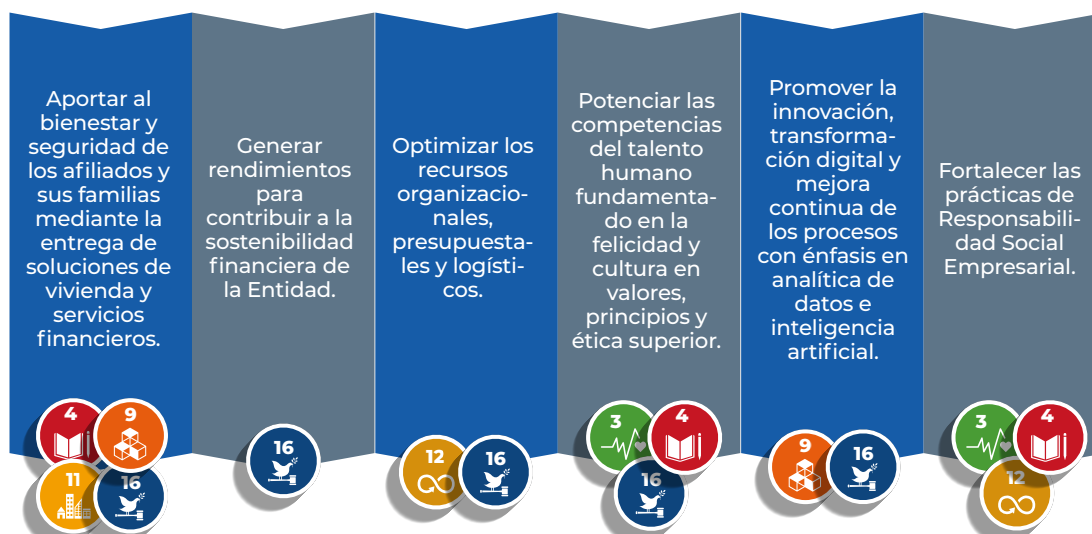 Aportar al
bienestar y
seguridad de
los afiliados y
sus familias
mediante la
entrega de
soluciones de
vivienda y
servicios
financieros.
4
9
11
16
Generar
rendimientos
para
contribuir a la
sostenibilidad
financiera de
la Entidad.
16
Optimizar los
recursos
organizacio-
nales,
presupuesta-
les y logísti-
cos.
12
16
Potenciar las
competencias
del talento
humano
fundamenta-
do en la
felicidad y
cultura en
valores,
principios y
ética superior.
3
4
16
Promover la
innovación,
transforma-
ción digital y
mejora
continua de
los procesos
con énfasis en
analítica de
datos e
inteligencia
artificial.
9
16
Fortalecer las
prácticas de
Responsabili-
dad Social
Empresarial.
3
4
12